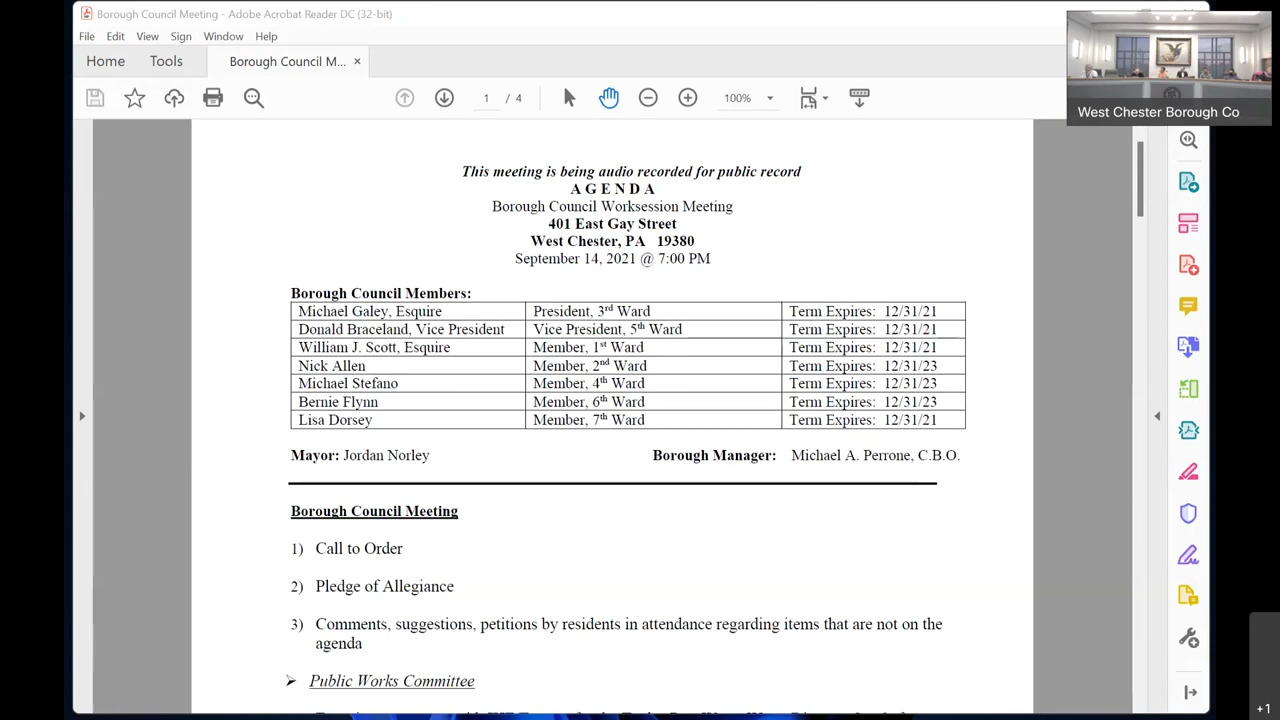 Borough Council Meeting - Adobe Acrobat Reader DC (32-bit)
File Edit View Sign Window Help
Home Tools Borough Council M... ×
1 / 4 100%
West Chester Borough Co
This meeting is being audio recorded for public record
A G E N D A
Borough Council Worksession Meeting
401 East Gay Street
West Chester, PA 19380
September 14, 2021 @ 7:00 PM
Borough Council Members:
Michael Galey, Esquire President, 3rd Ward Term Expires: 12/31/21
Donald Braceland, Vice President Vice President, 5th Ward Term Expires: 12/31/21
William J. Scott, Esquire Member, 1st Ward Term Expires: 12/31/21
Nick Allen Member, 2nd Ward Term Expires: 12/31/23
Michael Stefano Member, 4th Ward Term Expires: 12/31/23
Bernie Flynn Member, 6th Ward Term Expires: 12/31/23
Lisa Dorsey Member, 7th Ward Term Expires: 12/31/21
Mayor: Jordan Norley Borough Manager: Michael A. Perrone, C.B.O.
Borough Council Meeting
1) Call to Order
2) Pledge of Allegiance
3) Comments, suggestions, petitions by residents in attendance regarding items that are not on the
agenda
➢ Public Works Committee
+1